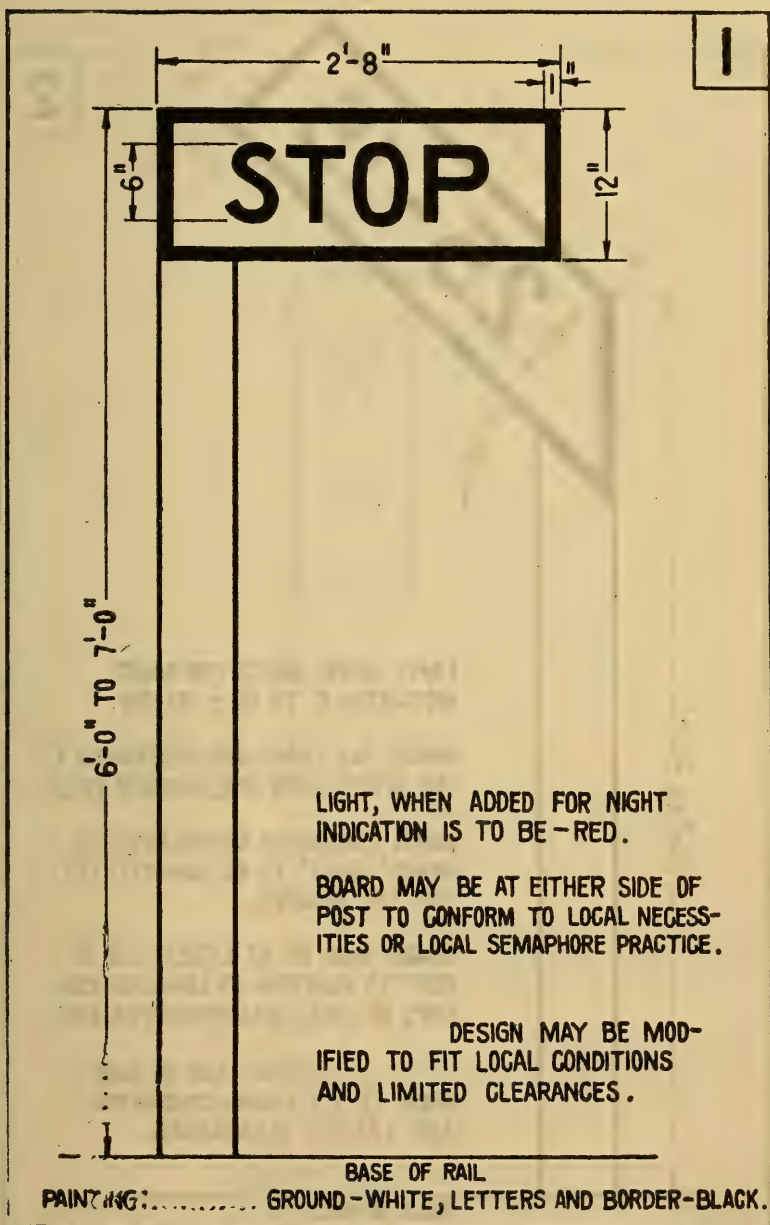 1
2'-8"
1"
STOP
6"
12"
6'-0" TO 7'-0"
LIGHT, WHEN ADDED FOR NIGHT
INDICATION IS TO BE-RED.
BOARD MAY BE AT EITHER SIDE OF
POST TO CONFORM TO LOCAL NECESS-
ITIES OR LOCAL SEMAPHORE PRACTICE.
DESIGN MAY BE MOD-
IFIED TO FIT LOCAL CONDITIONS
AND LIMITED CLEARANCES.
BASE OF RAIL
PAINTING:........... GROUND-WHITE, LETTERS AND BORDER-BLACK.